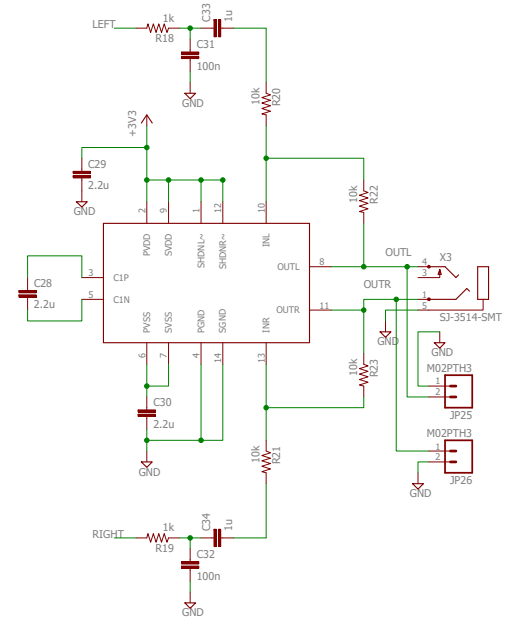 LEFT
1k
R18
C33
1u
C31
100n
GND
10k
R20
+3V3
C29
2.2u
GND
10k
R22
2
9
1
12
10
PVDD
SVDD
SHDNL~
SHDNR~
INL
C28
2.2u
3
C1P
5
C1N
OUTL
8
OUTR
11
OUTL
OUTR
X3
4
3
1
5
SJ-3514-SMT
GND
PVSS
SVSS
PGND
SGND
INR
6
7
4
14
13
GND
M02PTH3
1
2
JP25
10k
R23
C30
2.2u
GND
10k
R21
M02PTH3
1
2
JP26
GND
RIGHT
1k
R19
C34
1u
C32
100n
GND